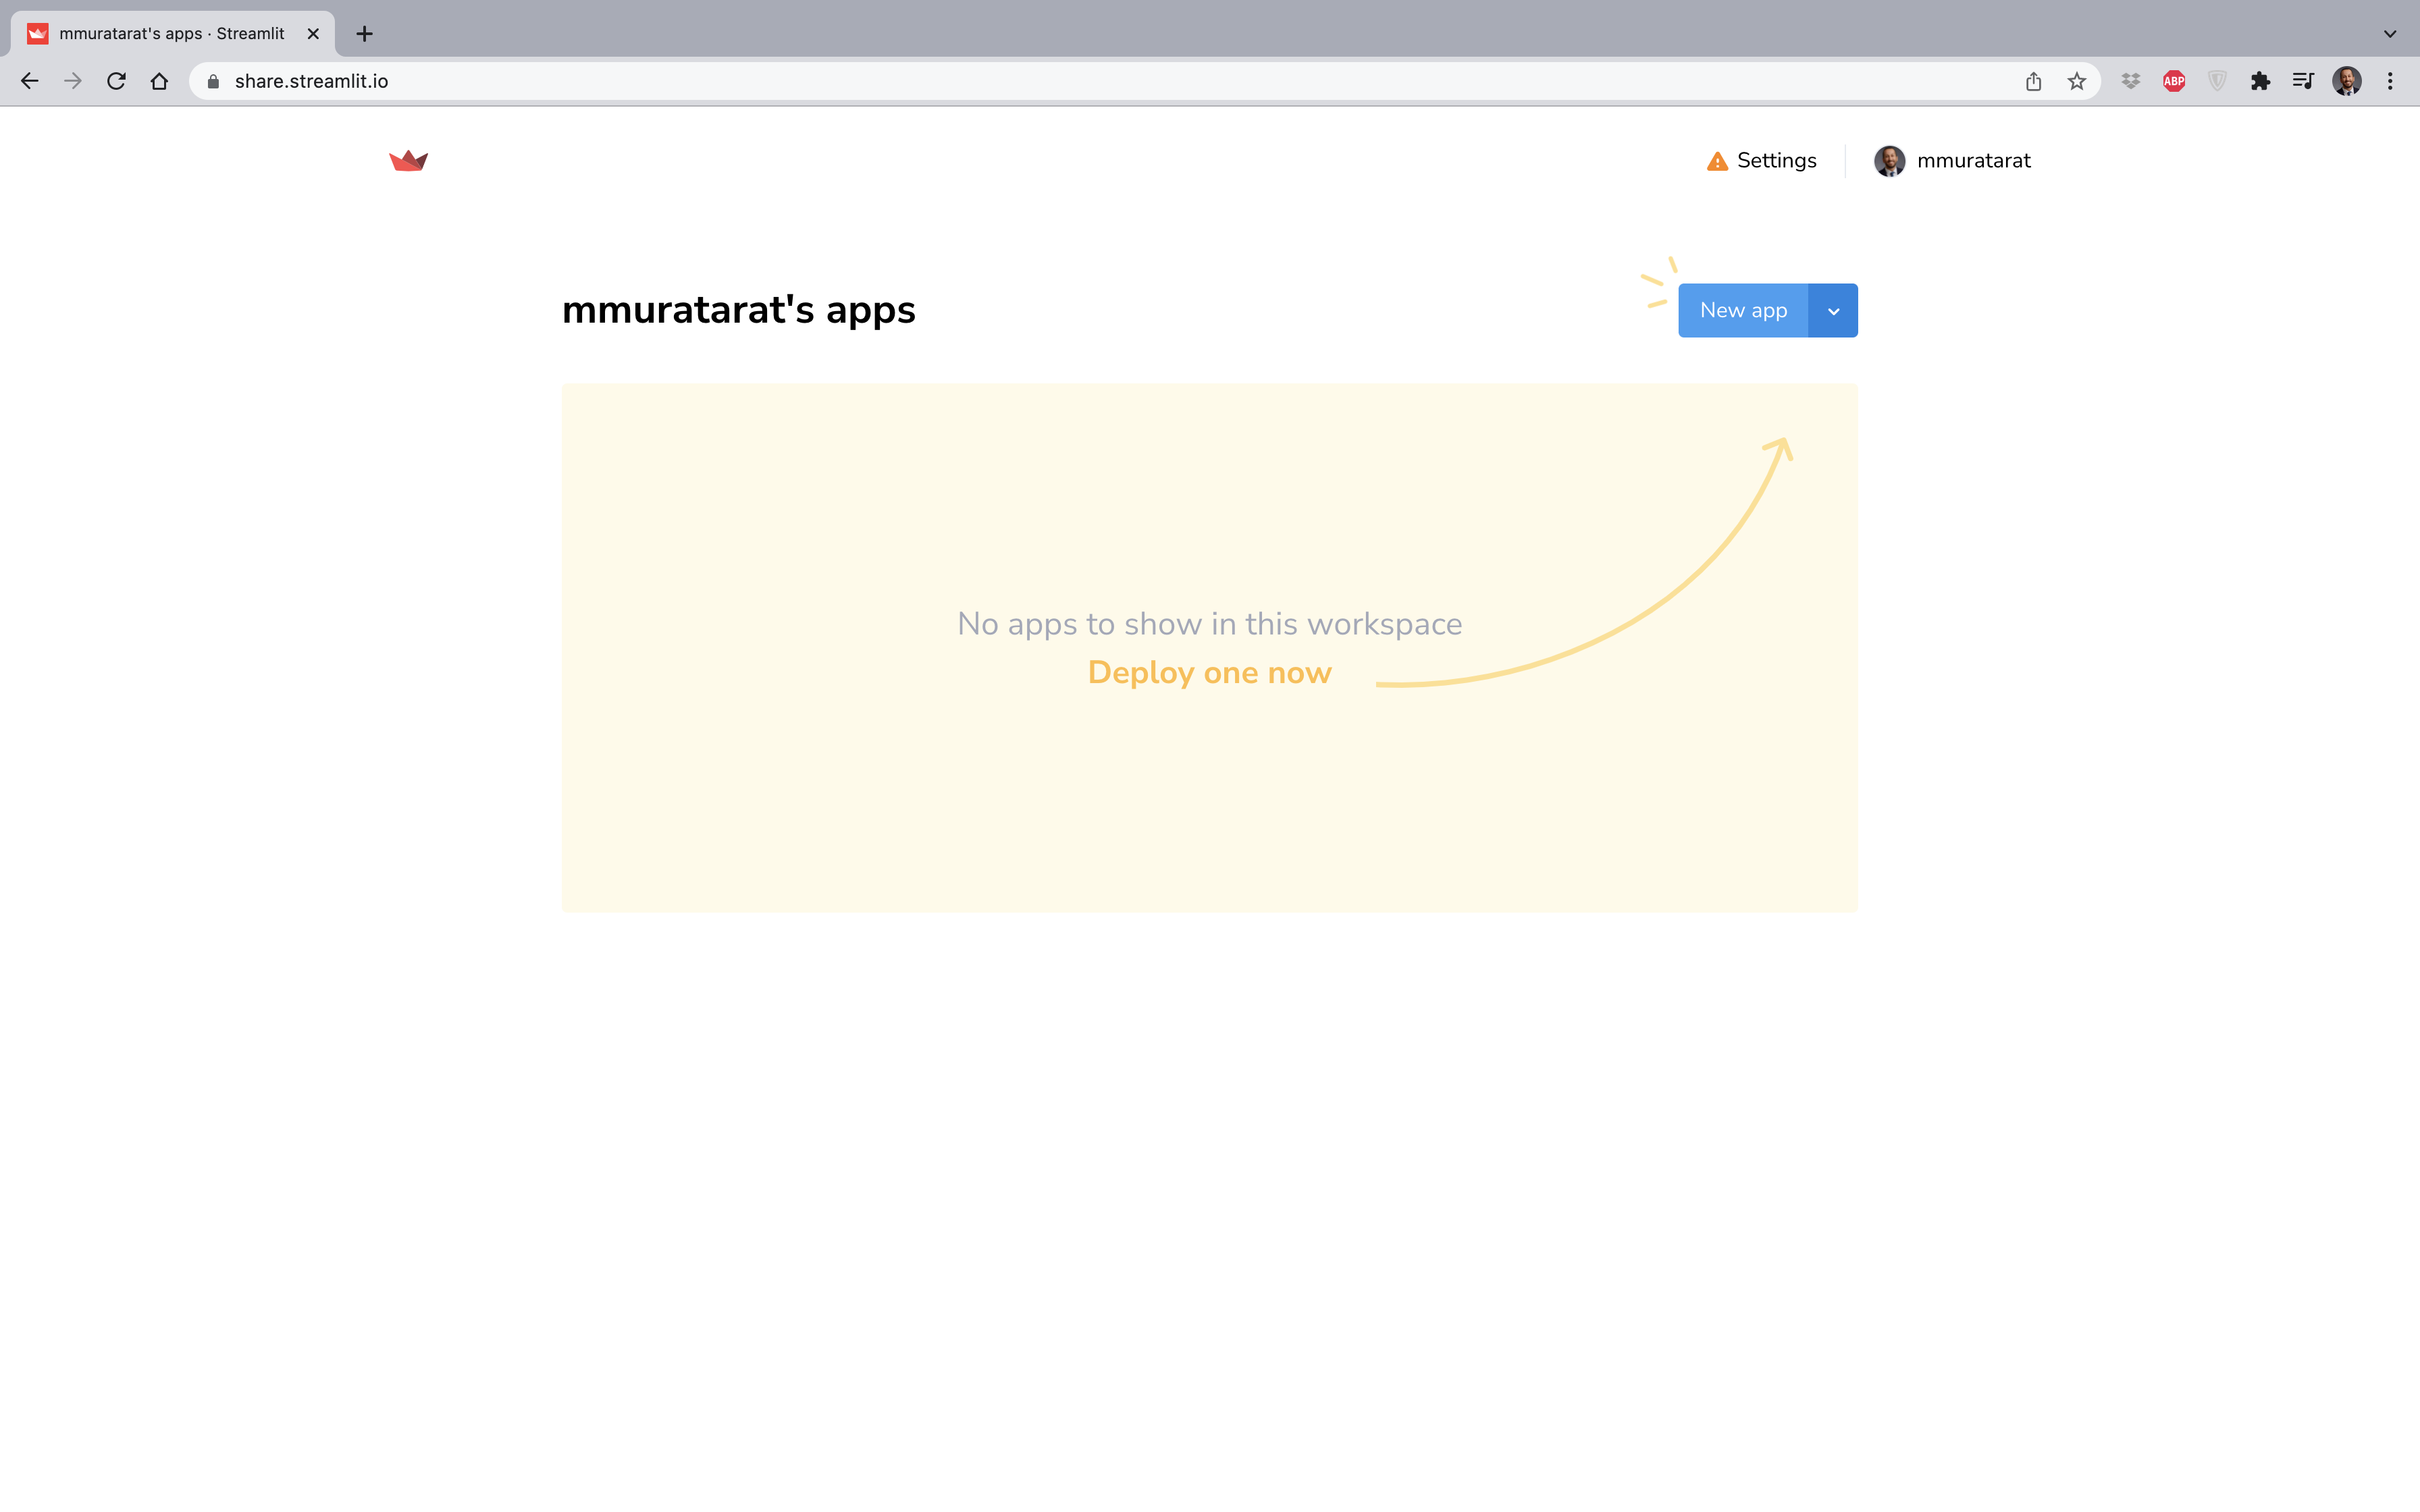 mmuratarat's apps · Streamlit
share.streamlit.io
ABP
Settings
mmuratarat
mmuratarat's apps
New app
No apps to show in this workspace
Deploy one now